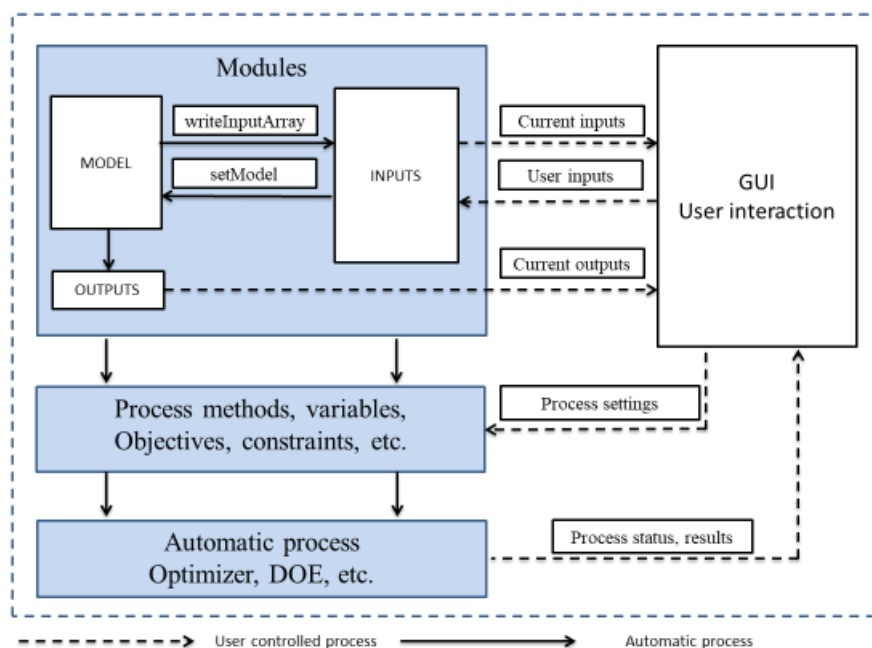 Modules
writeInputArray
MODEL
setModel
INPUTS
OUTPUTS
Current inputs
User inputs
Current outputs
GUI
User interaction
Process methods, variables,
Objectives, constraints, etc.
Process settings
Automatic process
Optimizer, DOE, etc.
Process status, results
User controlled process
Automatic process